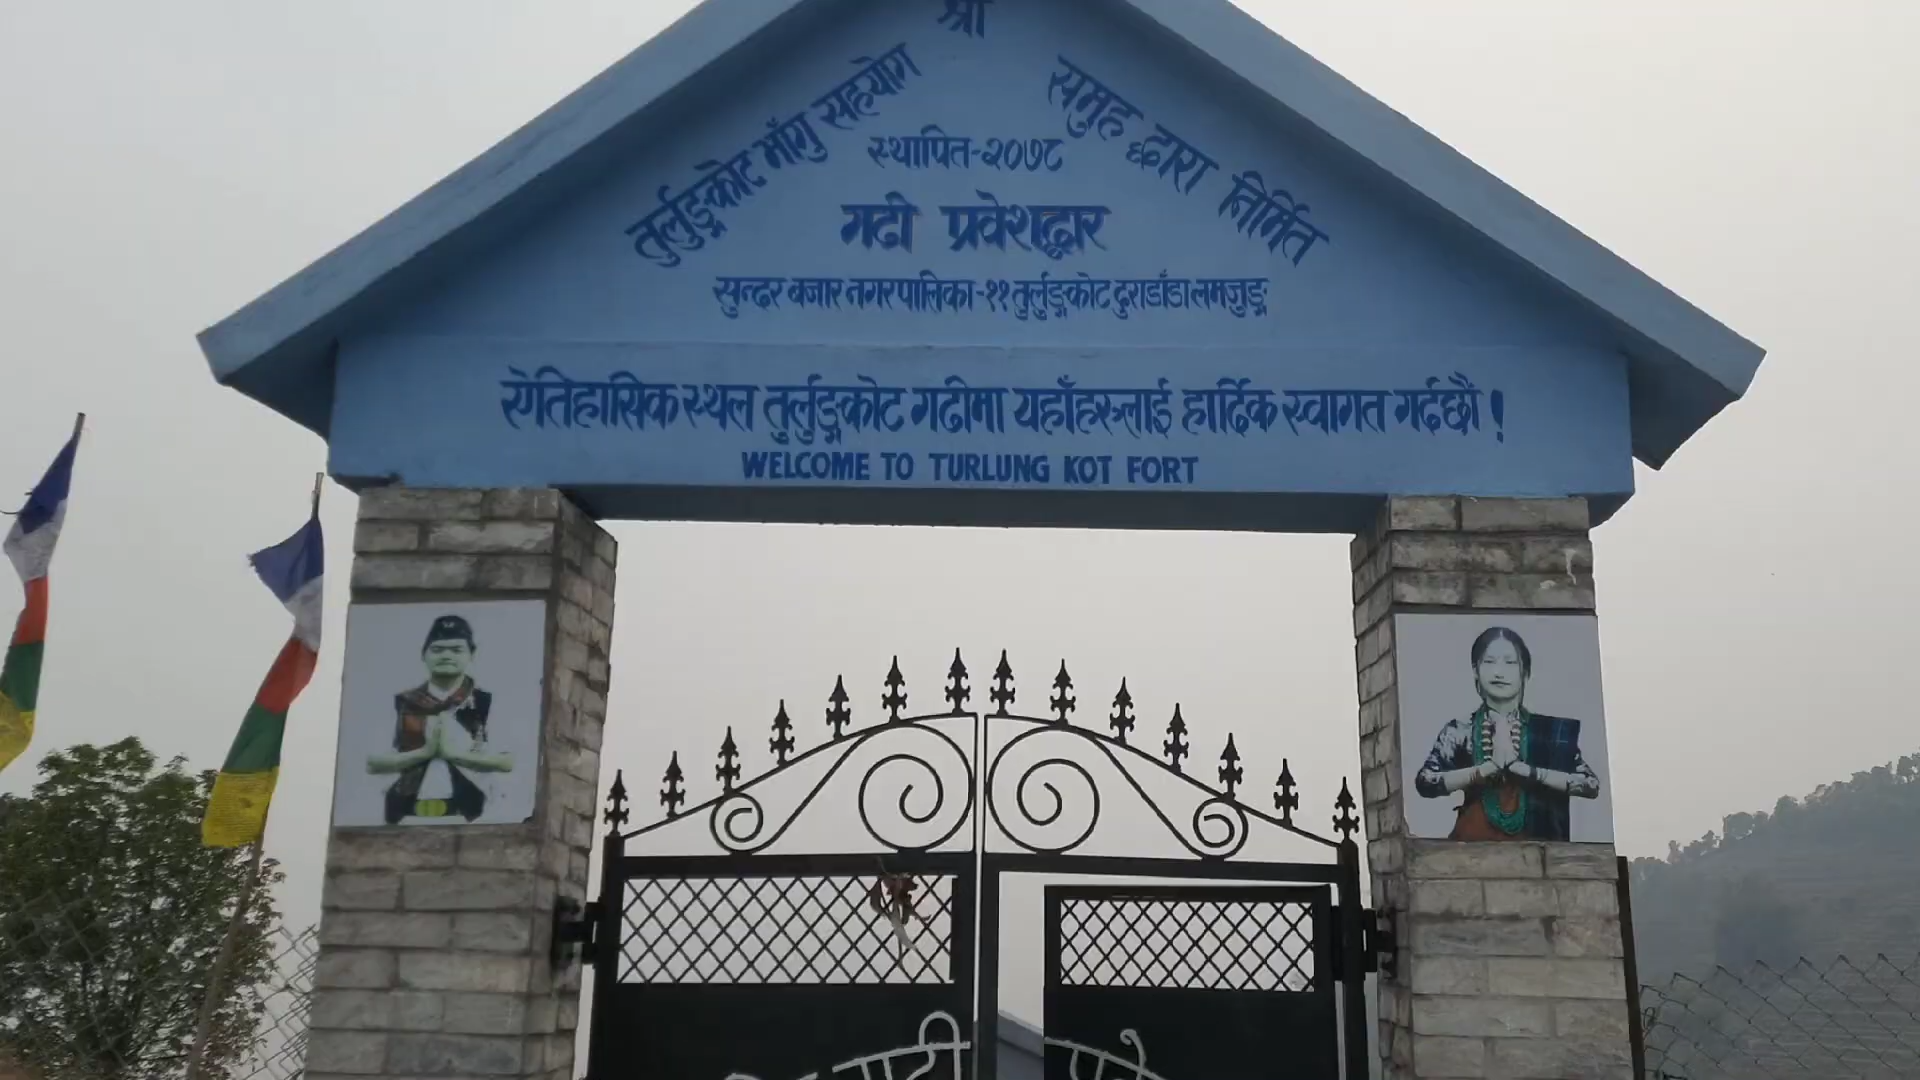 श्री
तुर्लुङ्कोट माँगु सहयोग समुह द्धारा निर्मित
स्थापित-२०७८
गढी प्रवेशद्धार
सुन्दर बजार नगरपालिका-११ तुर्लुङ्कोट दुराडाँडा लमजुङ्
ऐतिहासिक स्थल तुर्लुङ्कोट गढीमा यहाँहरुलाई हार्दिक स्वागत गर्दछौं !
WELCOME TO TURLUNG KOT FORT